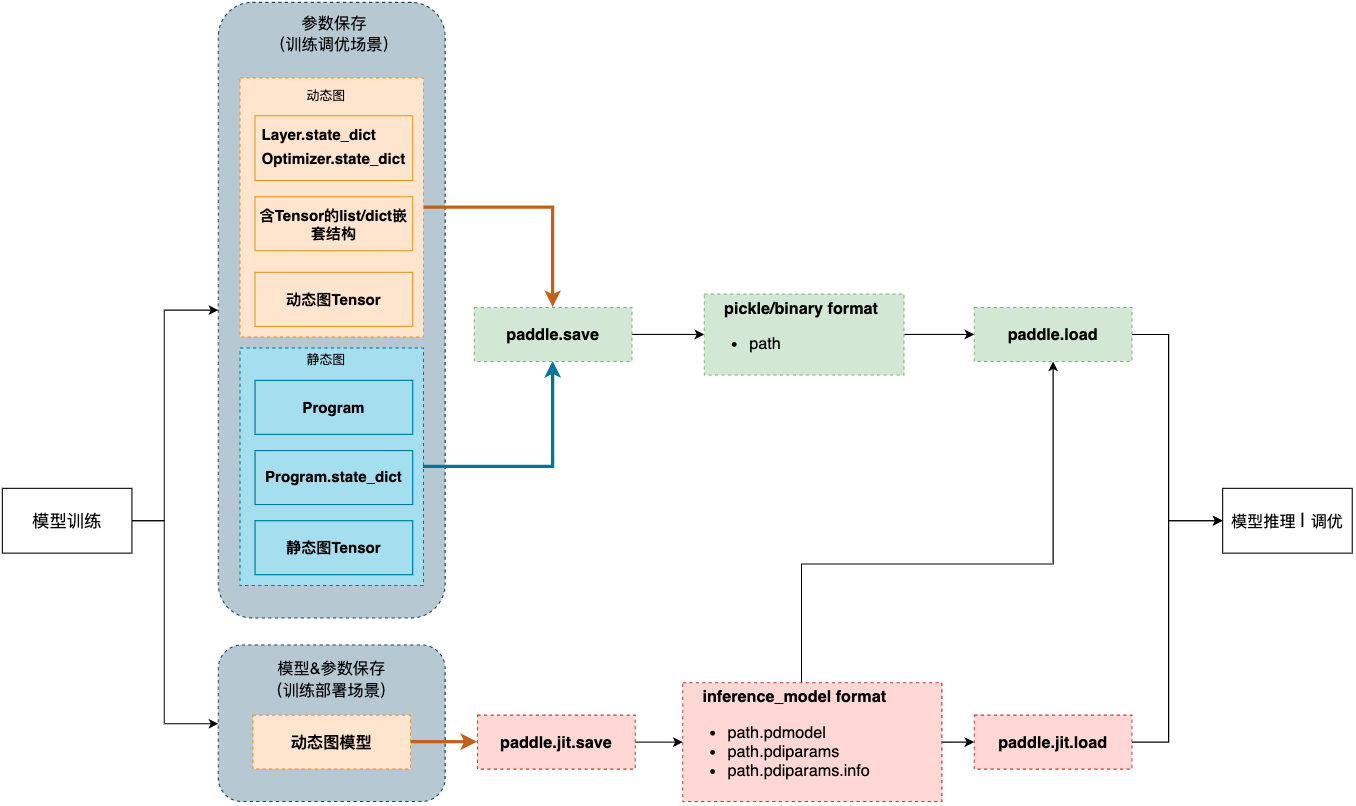 参数保存
（训练调优场景）
动态图
Layer.state_dict
Optimizer.state_dict
含Tensor的list/dict嵌
套结构
动态图Tensor
静态图
Program
Program.state_dict
静态图Tensor
paddle.save
pickle/binary format
• path
paddle.load
模型训练
模型推理 | 调优
模型&参数保存
（训练部署场景）
动态图模型
paddle.jit.save
inference_model format
• path.pdmodel
• path.pdiparams
• path.pdiparams.info
paddle.jit.load